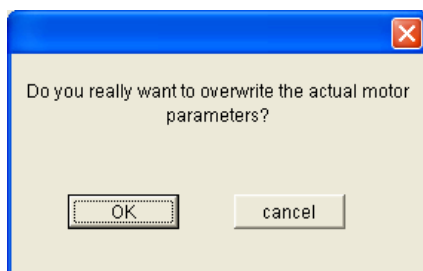 Do you really want to overwrite the actual motor
parameters?
OK
cancel